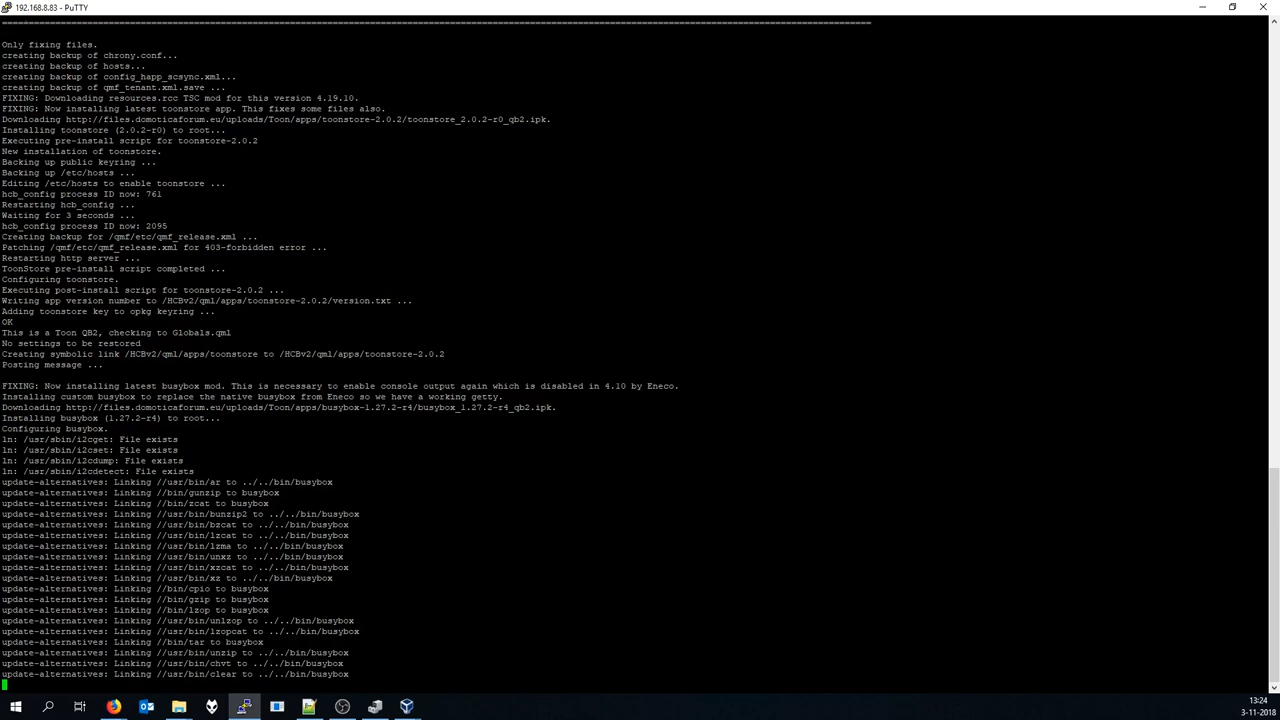 192.168.8.83 - PuTTY
Only fixing files.
creating backup of chrony.conf...
creating backup of hosts...
creating backup of config_happ_scsync.xml...
creating backup of qmf_tenant.xml.save ...
FIXING: Downloading resources.rcc TSC mod for this version 4.19.10.
FIXING: Now installing latest toonstore app. This fixes some files also.
Downloading http://files.domoticaforum.eu/uploads/Toon/apps/toonstore-2.0.2/toonstore_2.0.2-r0_qb2.ipk.
Installing toonstore (2.0.2-r0) to root...
Executing pre-install script for toonstore-2.0.2
New installation of toonstore.
Backing up public keyring ...
Backing up /etc/hosts ...
Editing /etc/hosts to enable toonstore ...
hcb_config process ID now: 761
Restarting hcb_config ...
Waiting for 3 seconds ...
hcb_config process ID now: 2095
Creating backup for /qmf/etc/qmf_release.xml ...
Patching /qmf/etc/qmf_release.xml for 403-forbidden error ...
Restarting http server ...
ToonStore pre-install script completed ...
Configuring toonstore.
Executing post-install script for toonstore-2.0.2 ...
Writing app version number to /HCBv2/qml/apps/toonstore-2.0.2/version.txt ...
Adding toonstore key to opkg keyring ...
OK
This is a Toon QB2, checking to Globals.qml
No settings to be restored
Creating symbolic link /HCBv2/qml/apps/toonstore to /HCBv2/qml/apps/toonstore-2.0.2
Posting message ...
FIXING: Now installing latest busybox mod. This is necessary to enable console output again which is disabled in 4.10 by Eneco.
Installing custom busybox to replace the native busybox from Eneco so we have a working getty.
Downloading http://files.domoticaforum.eu/uploads/Toon/apps/busybox-1.27.2-r4/busybox_1.27.2-r4_qb2.ipk.
Installing busybox (1.27.2-r4) to root...
Configuring busybox.
ln: /usr/sbin/i2cget: File exists
ln: /usr/sbin/i2cset: File exists
ln: /usr/sbin/i2cdump: File exists
ln: /usr/sbin/i2cdetect: File exists
update-alternatives: Linking //usr/bin/ar to ../../bin/busybox
update-alternatives: Linking //bin/gunzip to busybox
update-alternatives: Linking //bin/zcat to busybox
update-alternatives: Linking //usr/bin/bunzip2 to ../../bin/busybox
update-alternatives: Linking //usr/bin/bzcat to ../../bin/busybox
update-alternatives: Linking //usr/bin/lzcat to ../../bin/busybox
update-alternatives: Linking //usr/bin/lzma to ../../bin/busybox
update-alternatives: Linking //usr/bin/unxz to ../../bin/busybox
update-alternatives: Linking //usr/bin/xzcat to ../../bin/busybox
update-alternatives: Linking //usr/bin/xz to ../../bin/busybox
update-alternatives: Linking //bin/cpio to busybox
update-alternatives: Linking //bin/gzip to busybox
update-alternatives: Linking //bin/lzop to busybox
update-alternatives: Linking //usr/bin/unlzop to ../../bin/busybox
update-alternatives: Linking //usr/bin/lzopcat to ../../bin/busybox
update-alternatives: Linking //bin/tar to busybox
update-alternatives: Linking //usr/bin/unzip to ../../bin/busybox
update-alternatives: Linking //usr/bin/chvt to ../../bin/busybox
update-alternatives: Linking //usr/bin/clear to ../../bin/busybox
13:24
3-11-2018